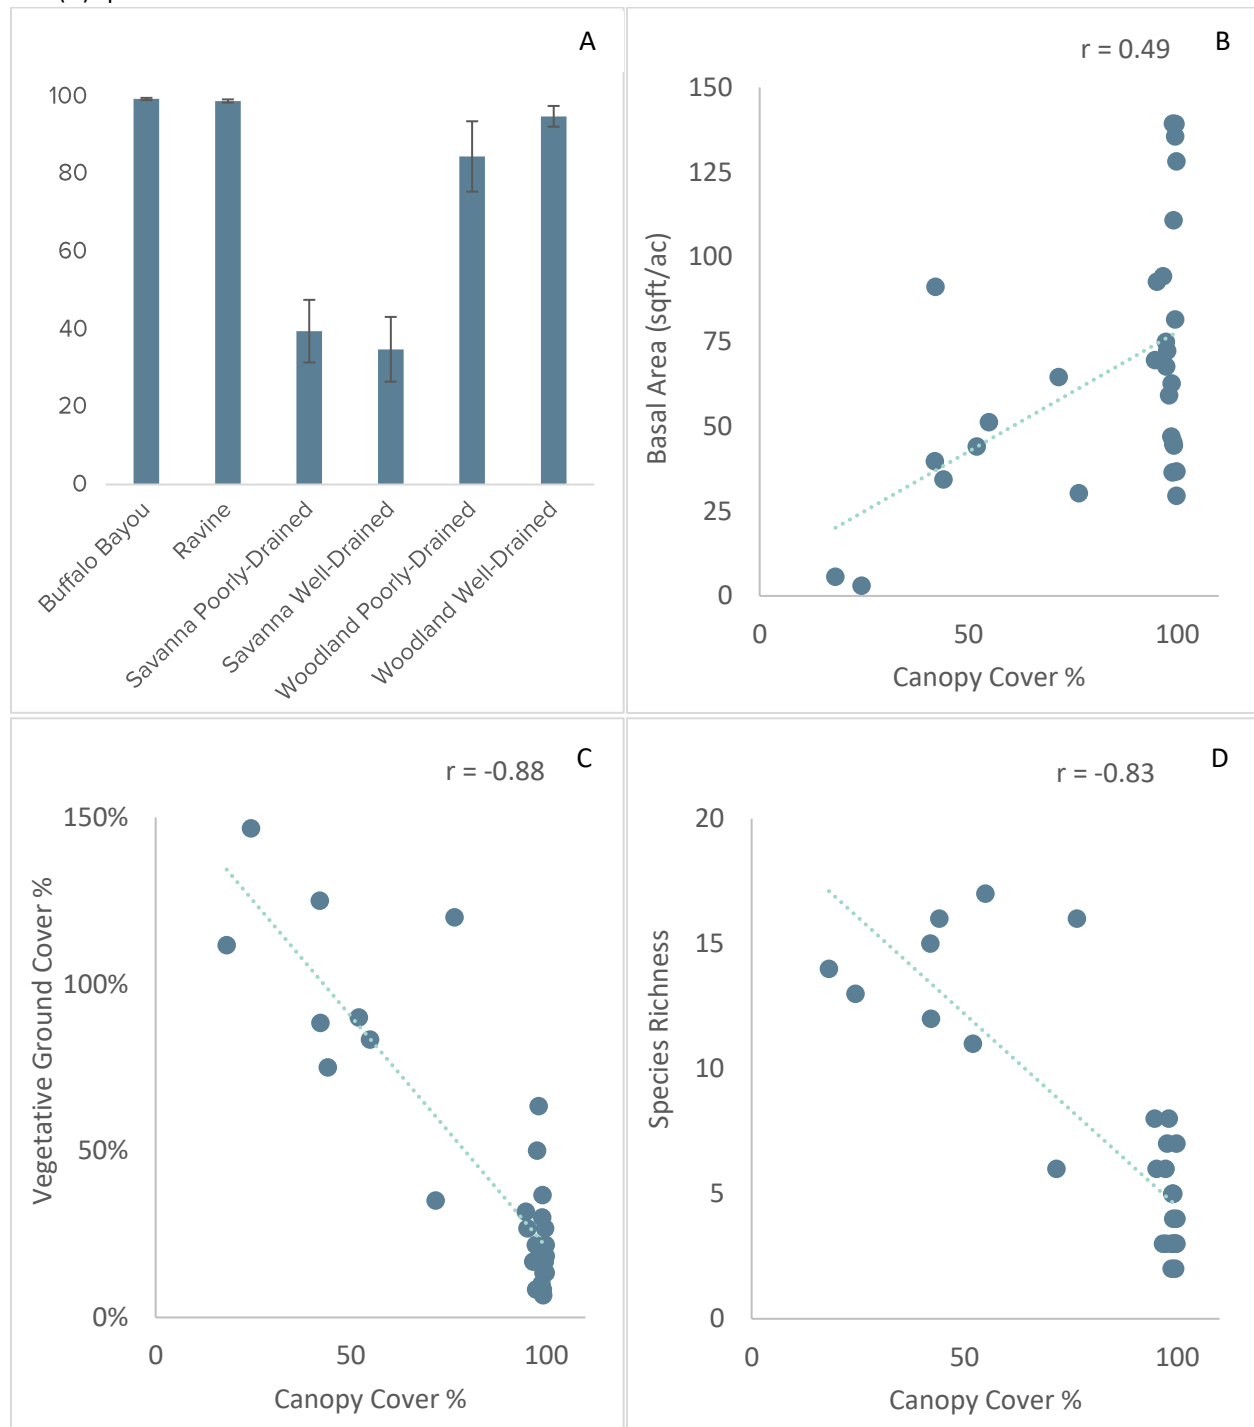 A
100
80
60
40
20
0
Buffalo Bayou
Ravine
Savanna Poorly-Drained
Savanna Well-Drained
Woodland Poorly-Drained
Woodland Well-Drained
r = 0.49
B
150
125
100
75
50
25
0
Basal Area (sqft/ac)
0 50 100
Canopy Cover %
r = -0.88
C
150%
100%
50%
0%
Vegetative Ground Cover %
0 50 100
Canopy Cover %
r = -0.83
D
20
15
10
5
0
Species Richness
0 50 100
Canopy Cover %